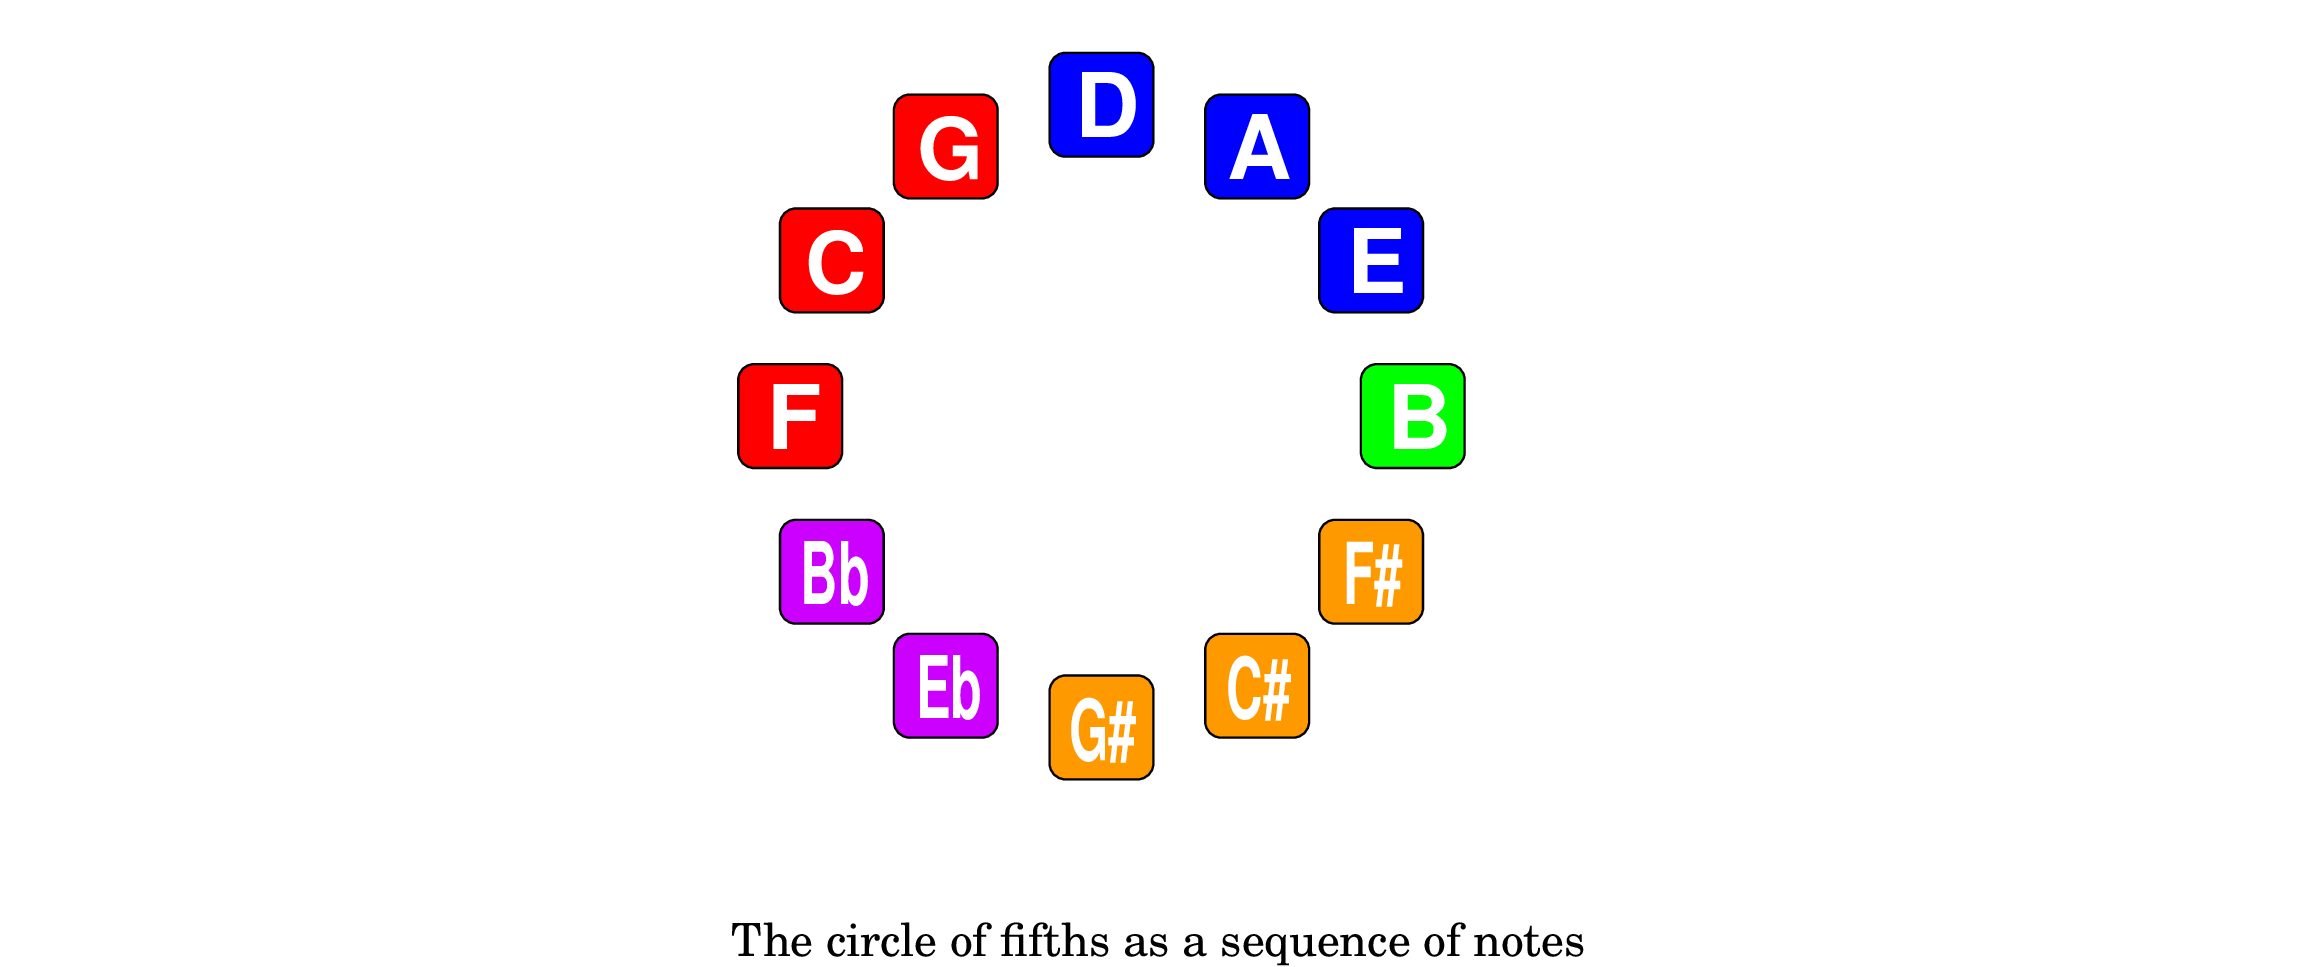 D
G
A
C
E
F
B
Bb
F#
Eb
C#
G#
The circle of fifths as a sequence of notes